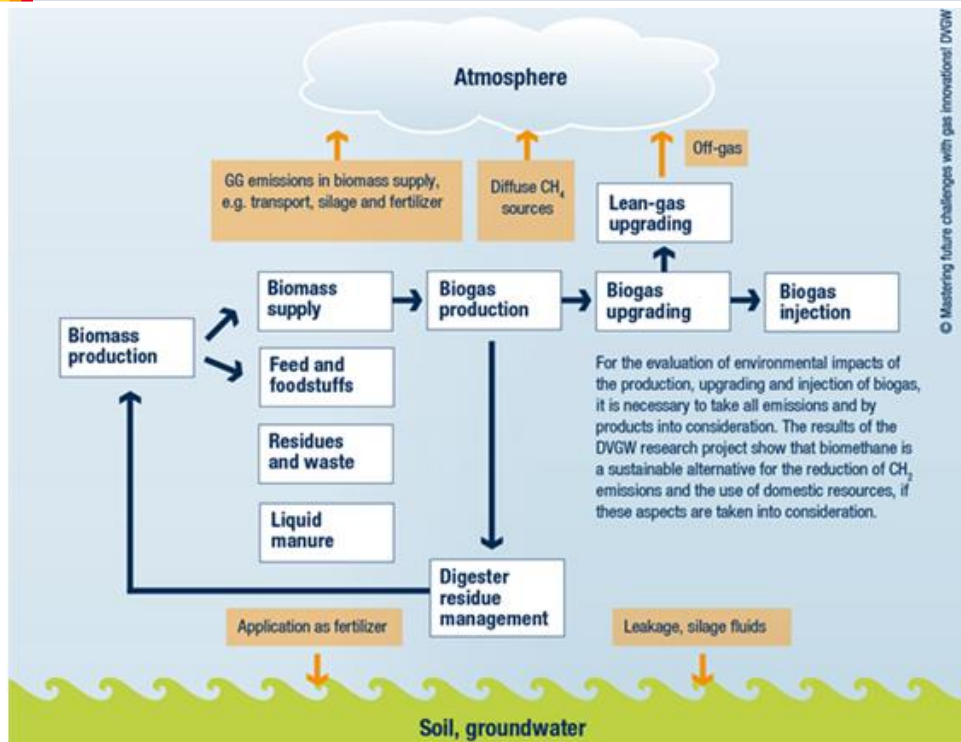 Atmosphere
GG emissions in biomass supply,
e.g. transport, silage and fertilizer
Diffuse CH₄
sources
Off-gas
Lean-gas
upgrading
Biomass
supply
Biogas
production
Biogas
upgrading
Biogas
injection
Biomass
production
Feed and
foodstuffs
Residues
and waste
Liquid
manure
For the evaluation of environmental impacts of
the production, upgrading and injection of biogas,
it is necessary to take all emissions and by
products into consideration. The results of the
DVGW research project show that biomethane is
a sustainable alternative for the reduction of CH₂
emissions and the use of domestic resources, if
these aspects are taken into consideration.
Digester
residue
management
Application as fertilizer
Leakage, silage fluids
Soil, groundwater
© Mastering future challenges with gas innovations! DVGW